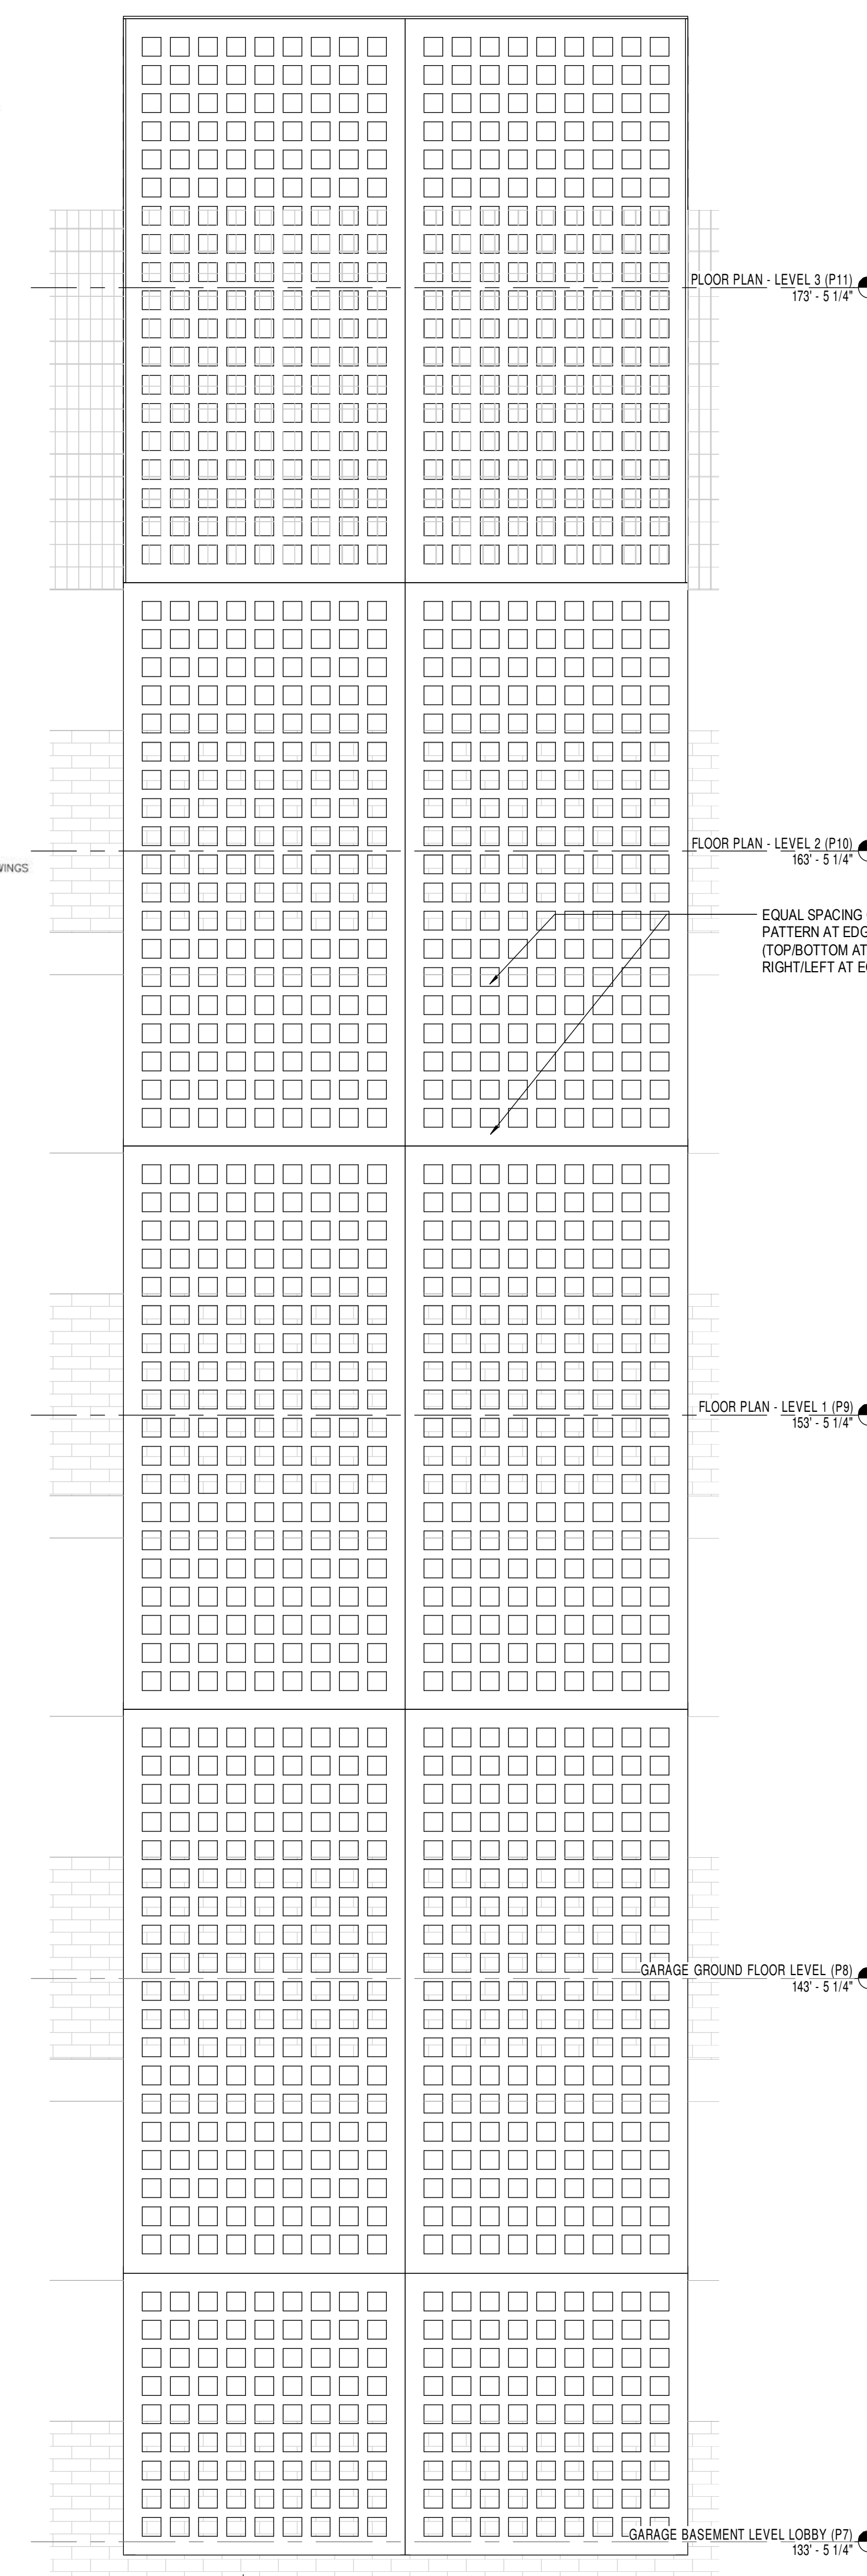 PLOOR PLAN - LEVEL 3 (P11)
173' - 5 1/4"
FLOOR PLAN - LEVEL 2 (P10)
163' - 5 1/4"
EQUAL SPACING
PATTERN AT EDG
(TOP/BOTTOM AT
RIGHT/LEFT AT E
FLOOR PLAN - LEVEL 1 (P9)
153' - 5 1/4"
GARAGE GROUND FLOOR LEVEL (P8)
143' - 5 1/4"
GARAGE BASEMENT LEVEL LOBBY (P7)
133' - 5 1/4"